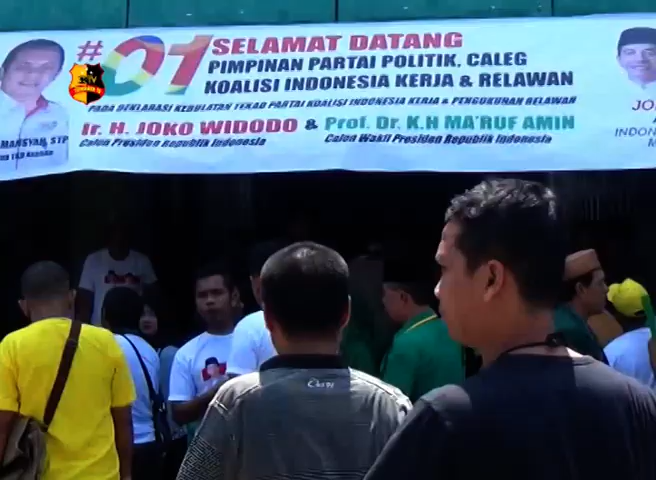 #01
SELAMAT DATANG
PIMPINAN PARTAI POLITIK, CALEG
KOALISI INDONESIA KERJA & RELAWAN
PADA DEKLARASI KEBULATAN TEKAD PARTAI KOALISI INDONESIA KERJA & PENGUKUHAN RELAWAN
Ir. H. JOKO WIDODO & Prof. Dr. K.H MA'RUF AMIN
Calon Presiden Republik Indonesia
Calon Wakil Presiden Republik Indonesia
STP
INDON